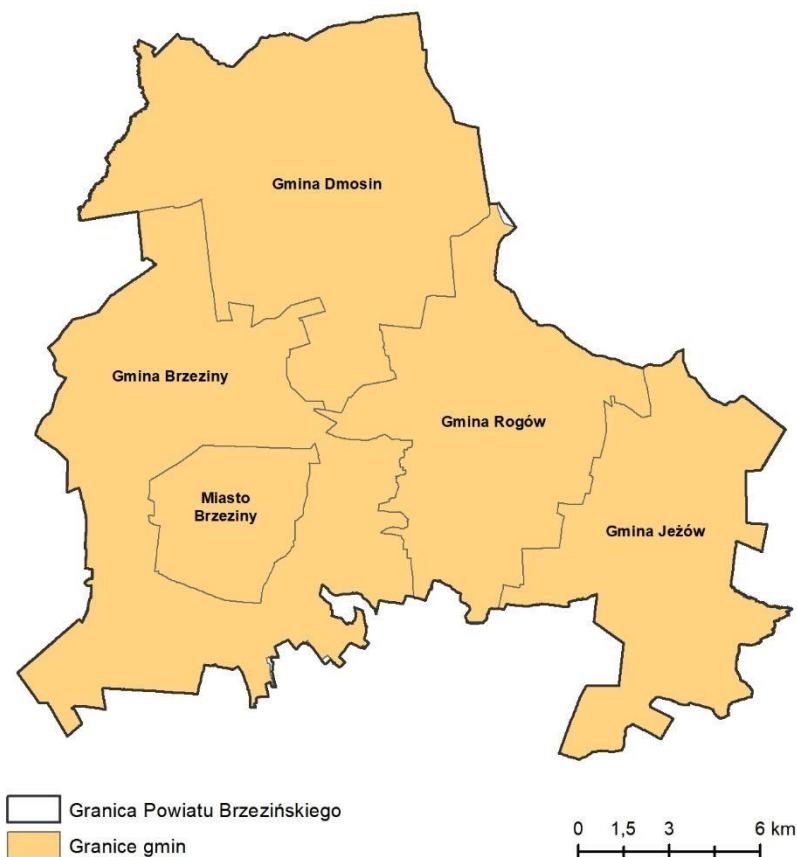 Gmina Dmosin
Gmina Brzeziny
Gmina Rogów
Miasto
Brzeziny
Gmina Jeżów
Granica Powiatu Brzezińskiego
Granice gmin
0 1,5 3 6 km